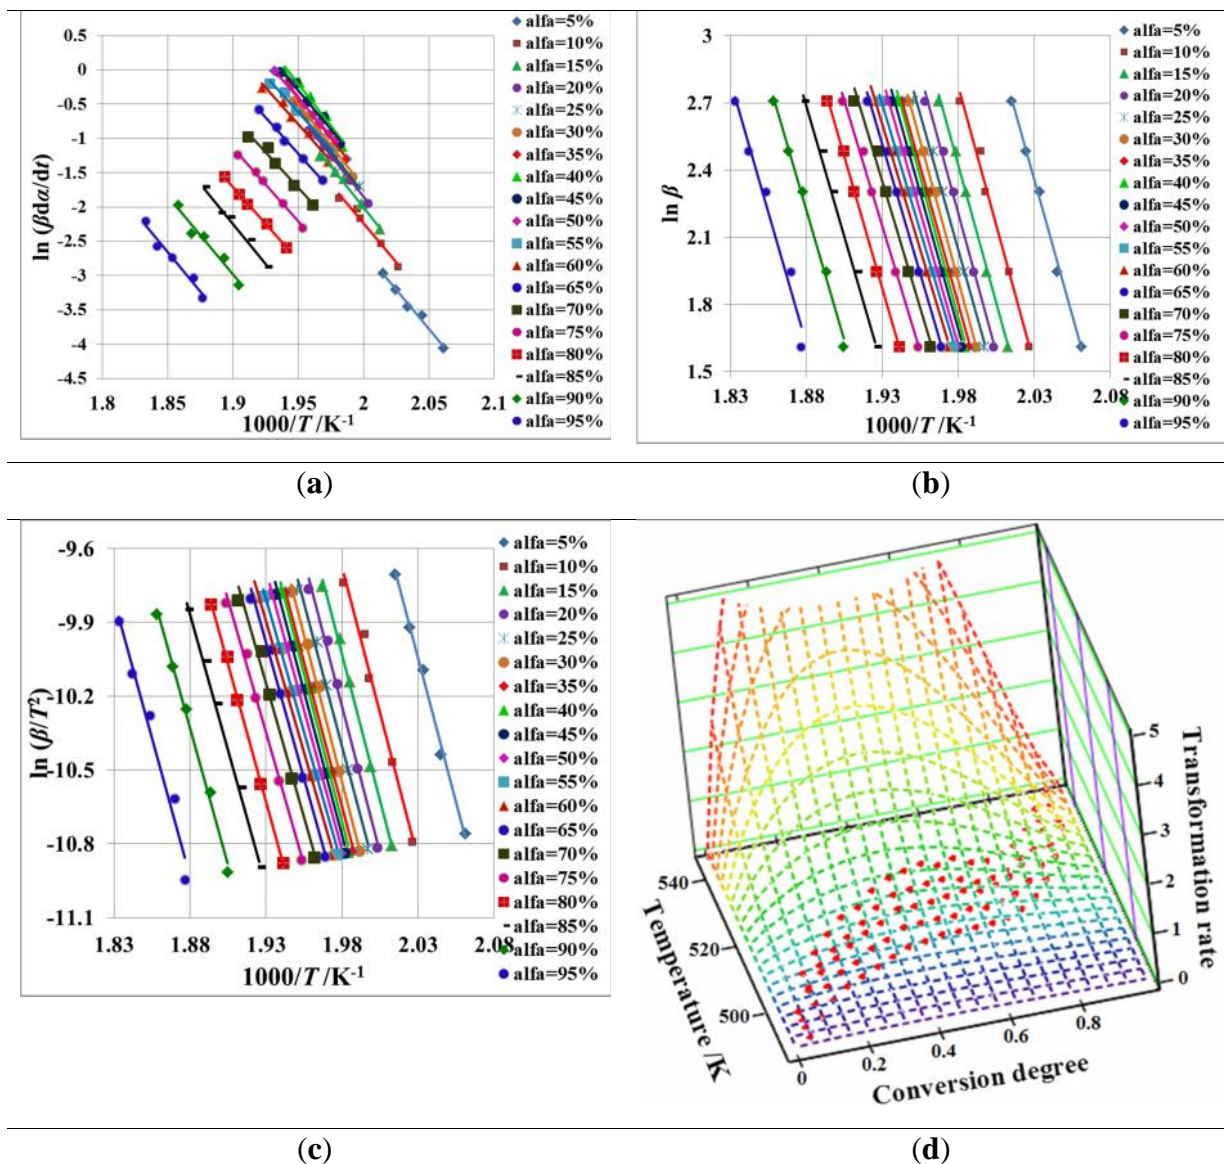 0.5
0
-0.5
-1
-1.5
-2
-2.5
-3
-3.5
-4
-4.5
ln (βdα/dt)
1.8 1.85 1.9 1.95 2 2.05 2.1
1000/T /K-1
alfa=5%
alfa=10%
alfa=15%
alfa=20%
alfa=25%
alfa=30%
alfa=35%
alfa=40%
alfa=45%
alfa=50%
alfa=55%
alfa=60%
alfa=65%
alfa=70%
alfa=75%
alfa=80%
alfa=85%
alfa=90%
alfa=95%
(a)
3
2.7
2.4
2.1
1.8
1.5
ln β
1.83 1.88 1.93 1.98 2.03 2.08
1000/T /K-1
alfa=5%
alfa=10%
alfa=15%
alfa=20%
alfa=25%
alfa=30%
alfa=35%
alfa=40%
alfa=45%
alfa=50%
alfa=55%
alfa=60%
alfa=65%
alfa=70%
alfa=75%
alfa=80%
alfa=85%
alfa=90%
alfa=95%
(b)
-9.6
-9.9
-10.2
-10.5
-10.8
-11.1
ln (β/T2)
1.83 1.88 1.93 1.98 2.03 2.08
1000/T /K-1
alfa=5%
alfa=10%
alfa=15%
alfa=20%
alfa=25%
alfa=30%
alfa=35%
alfa=40%
alfa=45%
alfa=50%
alfa=55%
alfa=60%
alfa=65%
alfa=70%
alfa=75%
alfa=80%
alfa=85%
alfa=90%
alfa=95%
(c)
540
520
500
Temperature /K
0 0.2 0.4 0.6 0.8
Conversion degree
5
4
3
2
1
0
Transformation rate
(d)